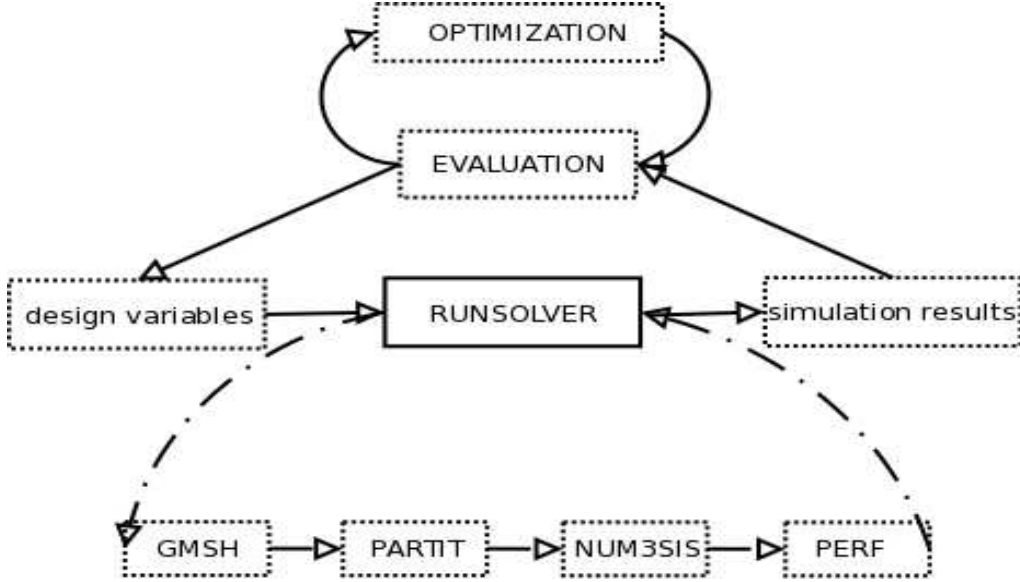 OPTIMIZATION
EVALUATION
design variables
RUNSOLVER
simulation results
GMSH
PARTIT
NUM3SIS
PERF